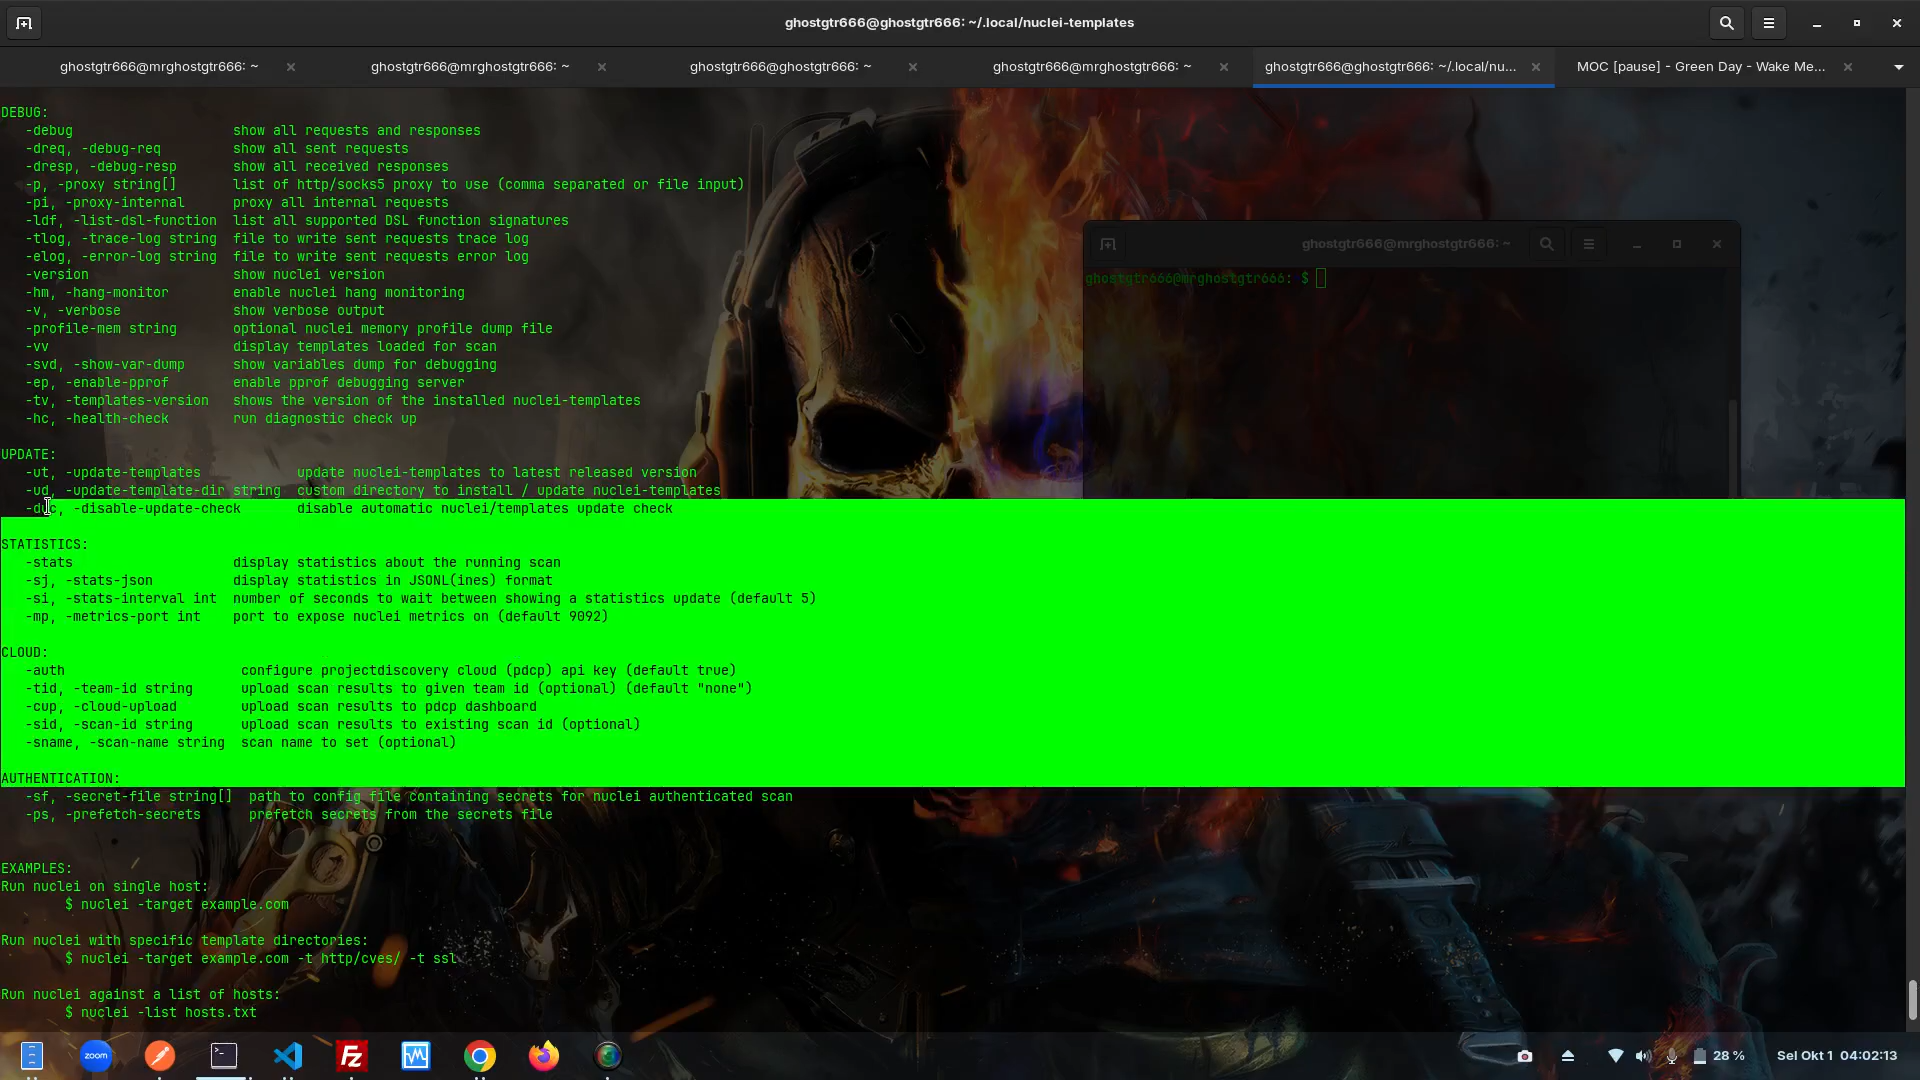 ghostgtr666@ghostgtr666: ~/.local/nuclei-templates
ghostgtr666@mrghostgtr666: ~
ghostgtr666@mrghostgtr666: ~
ghostgtr666@ghostgtr666: ~
ghostgtr666@mrghostgtr666: ~
ghostgtr666@ghostgtr666: ~/.local/nu...
MOC [pause] - Green Day - Wake Me...
DEBUG:
-debug show all requests and responses
-dreq, -debug-req show all sent requests
-dresp, -debug-resp show all received responses
-p, -proxy string[] list of http/socks5 proxy to use (comma separated or file input)
-pi, -proxy-internal proxy all internal requests
-ldf, -list-dsl-function list all supported DSL function signatures
-tlog, -trace-log string file to write sent requests trace log
-elog, -error-log string file to write sent requests error log
-version show nuclei version
-hm, -hang-monitor enable nuclei hang monitoring
-v, -verbose show verbose output
-profile-mem string optional nuclei memory profile dump file
-vv display templates loaded for scan
-svd, -show-var-dump show variables dump for debugging
-ep, -enable-pprof enable pprof debugging server
-tv, -templates-version shows the version of the installed nuclei-templates
-hc, -health-check run diagnostic check up
ghostgtr666@mrghostgtr666: ~
ghostgtr666@mrghostgtr666: $
UPDATE:
-ut, -update-templates update nuclei-templates to latest released version
-ud, -update-template-dir string custom directory to install / update nuclei-templates
-duc, -disable-update-check disable automatic nuclei/templates update check
STATISTICS:
-stats display statistics about the running scan
-sj, -stats-json display statistics in JSONL(ines) format
-si, -stats-interval int number of seconds to wait between showing a statistics update (default 5)
-mp, -metrics-port int port to expose nuclei metrics on (default 9092)
CLOUD:
-auth configure projectdiscovery cloud (pdcp) api key (default true)
-tid, -team-id string upload scan results to given team id (optional) (default "none")
-cup, -cloud-upload upload scan results to pdcp dashboard
-sid, -scan-id string upload scan results to existing scan id (optional)
-sname, -scan-name string scan name to set (optional)
AUTHENTICATION:
-sf, -secret-file string[] path to config file containing secrets for nuclei authenticated scan
-ps, -prefetch-secrets prefetch secrets from the secrets file
EXAMPLES:
Run nuclei on single host:
$ nuclei -target example.com
Run nuclei with specific template directories:
$ nuclei -target example.com -t http/cves/ -t ssl
Run nuclei against a list of hosts:
$ nuclei -list hosts.txt
zoom
Fz
28 %
Sel Okt 1 04:02:13